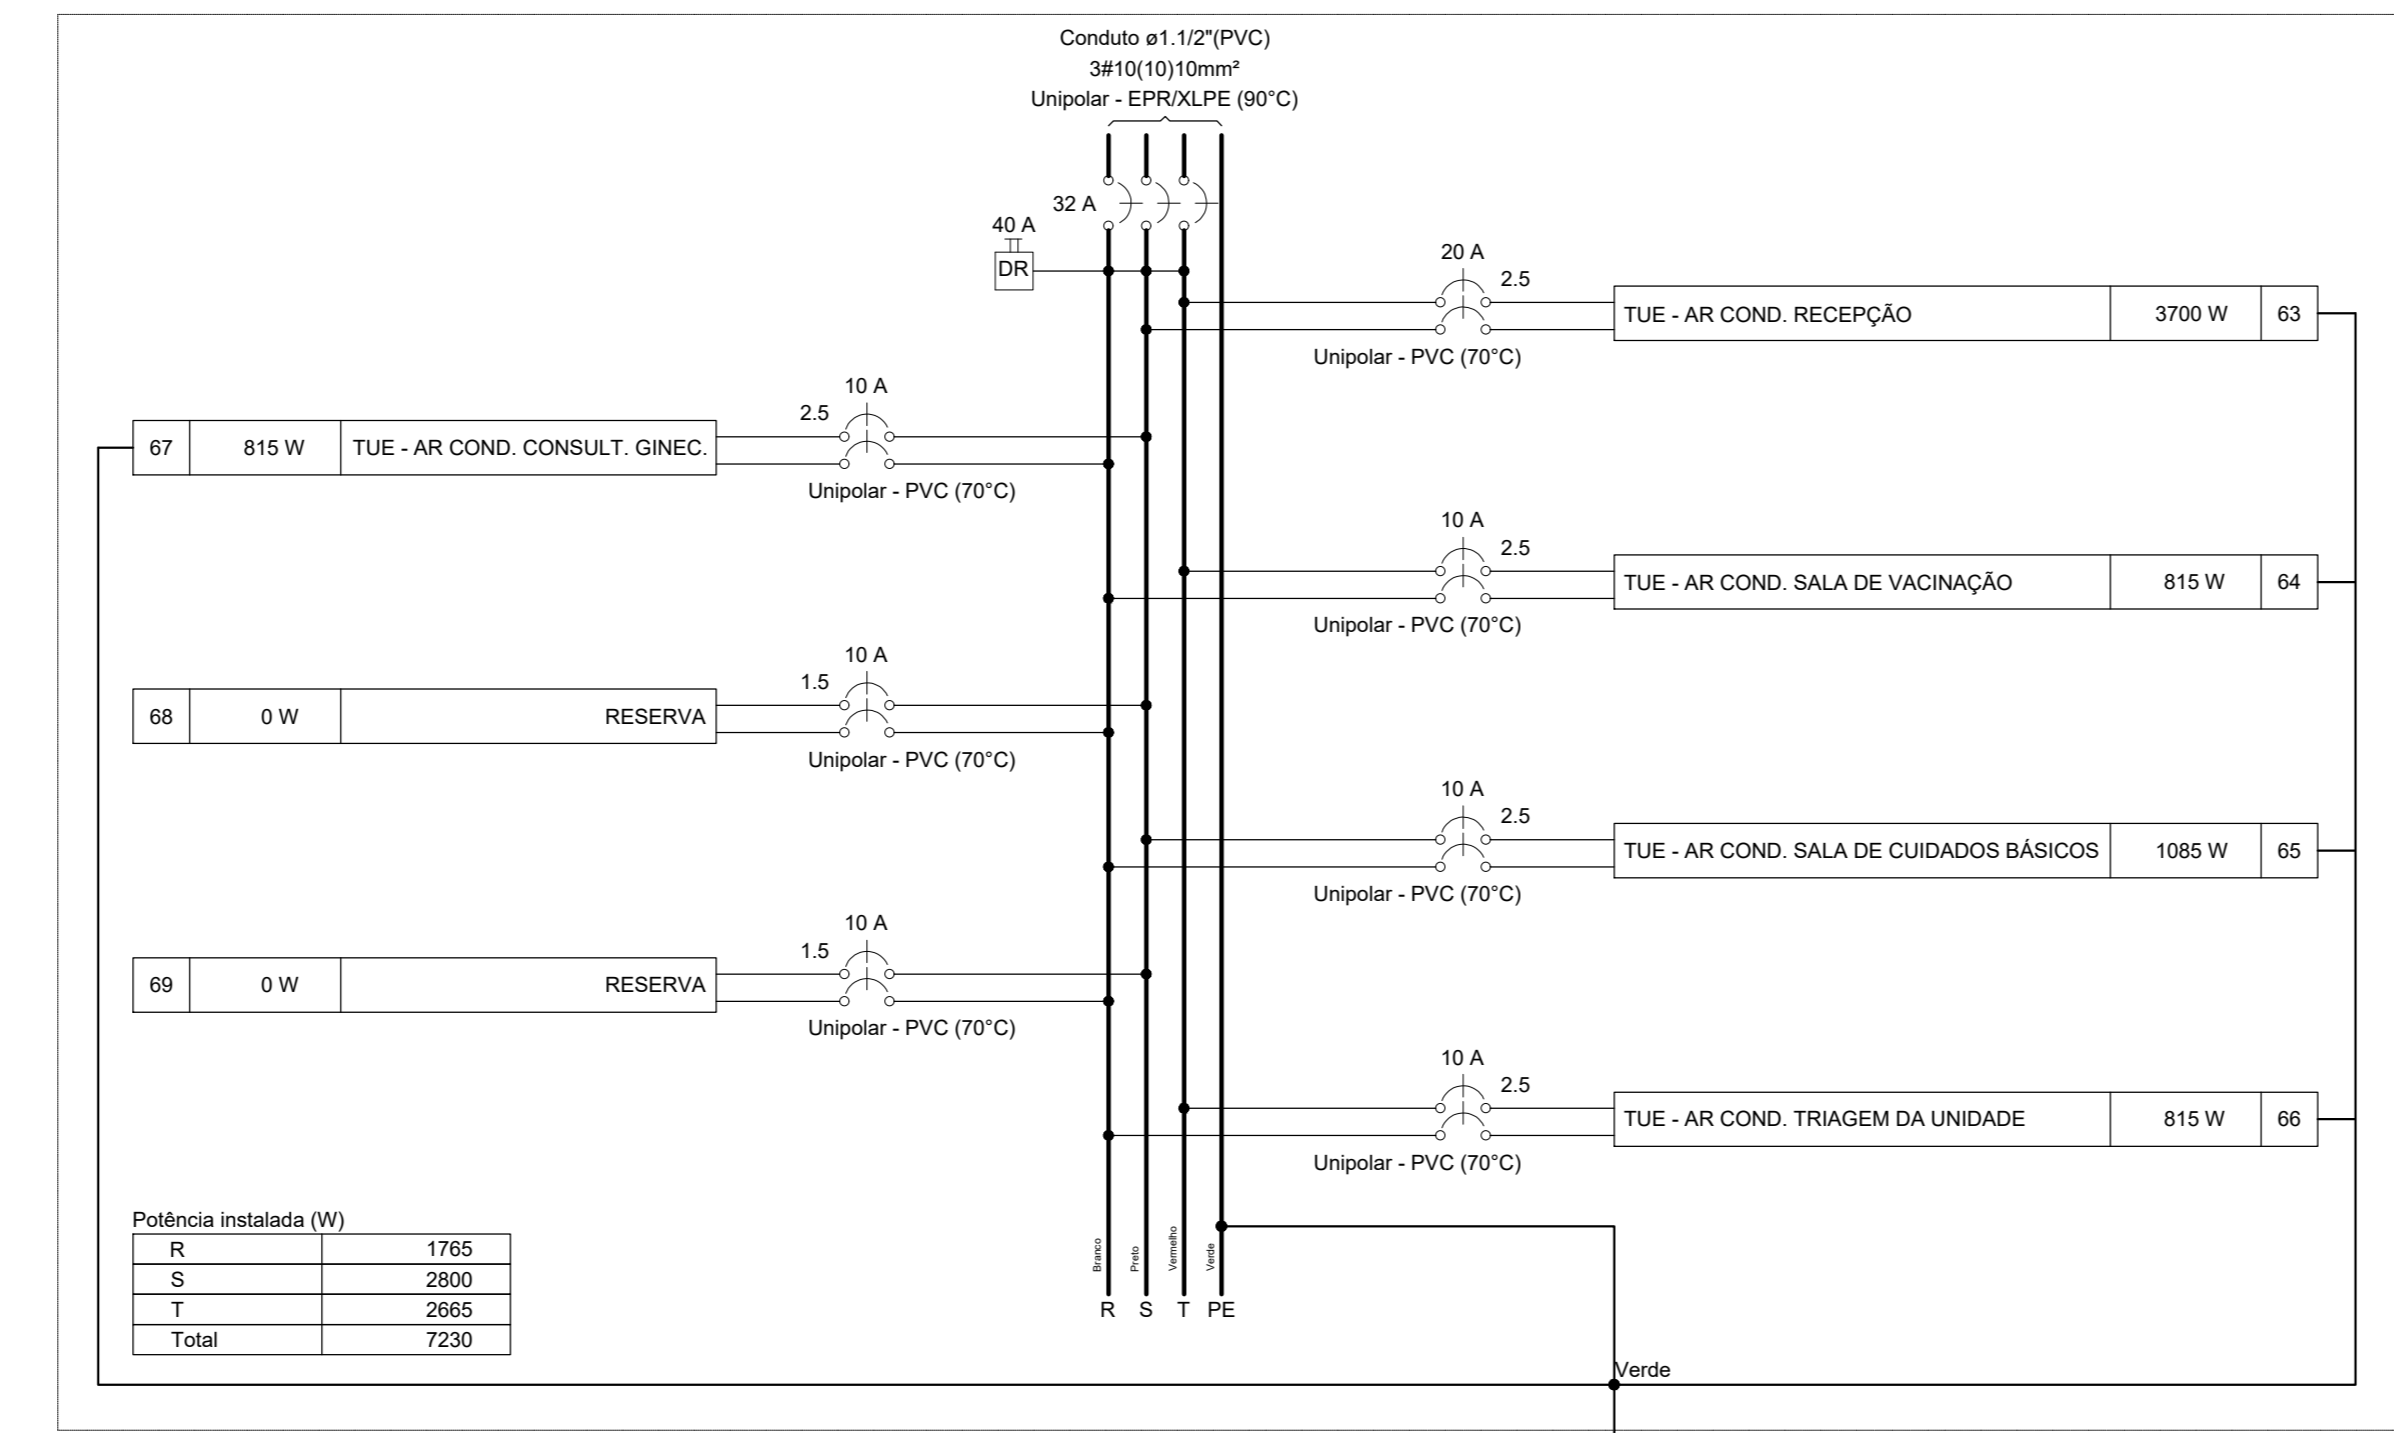 Conduto ø1.1/2"(PVC)
3#10(10)10mm²
Unipolar - EPR/XLPE (90°C)
32 A
40 A
DR
20 A
2.5
TUE - AR COND. RECEPÇÃO 3700 W 63
Unipolar - PVC (70°C)
10 A
2.5
67 815 W TUE - AR COND. CONSULT. GINEC.
Unipolar - PVC (70°C)
10 A
2.5
TUE - AR COND. SALA DE VACINAÇÃO 815 W 64
Unipolar - PVC (70°C)
10 A
1.5
68 0 W RESERVA
Unipolar - PVC (70°C)
10 A
2.5
TUE - AR COND. SALA DE CUIDADOS BÁSICOS 1085 W 65
Unipolar - PVC (70°C)
10 A
1.5
69 0 W RESERVA
Unipolar - PVC (70°C)
10 A
2.5
TUE - AR COND. TRIAGEM DA UNIDADE 815 W 66
Unipolar - PVC (70°C)
Potência instalada (W)
R 1765
S 2800
T 2665
Total 7230
Branco
Preto
Vermelho
Verde
R S T PE
Verde